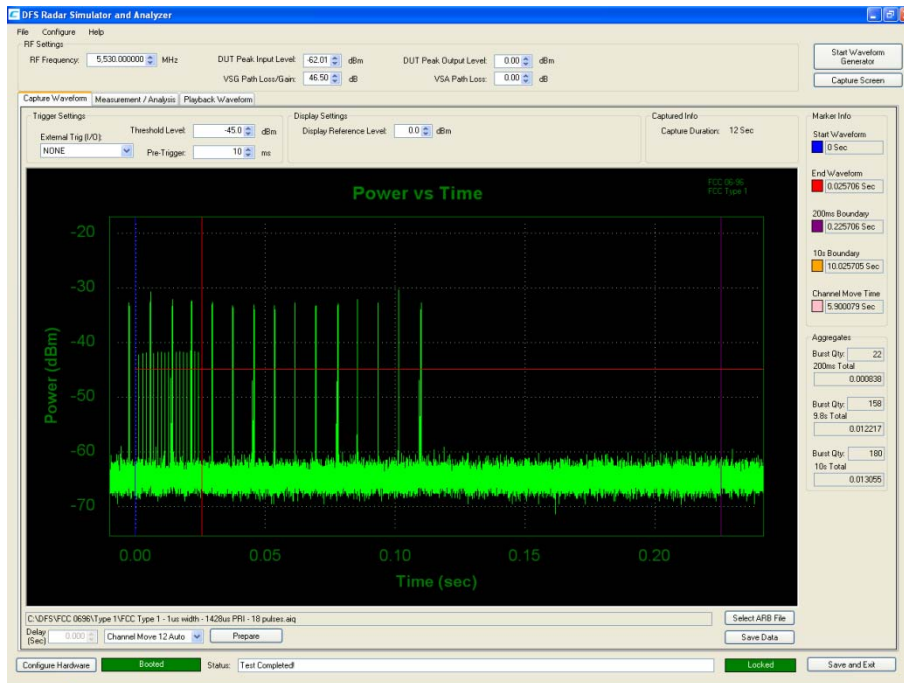 DFS Radar Simulator and Analyzer
File Configure Help
RF Settings
RF Frequency: 5,530.000000 MHz
DUT Peak Input Level: -62.01 dBm
DUT Peak Output Level: 0.00 dBm
VSG Path Loss/Gain: 46.50 dB
VSA Path Loss: 0.00 dB
Start Waveform Generator
Capture Screen
Capture Waveform Measurement / Analysis Playback Waveform
Trigger Settings
External Trig (I/O):
NONE
Threshold Level: -45.0 dBm
Pre-Trigger: 10 ms
Display Settings
Display Reference Level: 0.0 dBm
Captured Info
Capture Duration: 12 Sec
Power vs Time
FCC 06-96
FCC Type 1
Power (dBm)
-20
-30
-40
-50
-60
-70
0.00 0.05 0.10 0.15 0.20
Time (sec)
Marker Info
Start Waveform
0 Sec
End Waveform
0.025706 Sec
200ms Boundary
0.225706 Sec
10s Boundary
10.025705 Sec
Channel Move Time
5.900079 Sec
Aggregates
Burst Qty: 22
200ms Total
0.000838
Burst Qty: 158
9.8s Total
0.012217
Burst Qty: 180
10s Total
0.013055
C:\DFS\FCC 0696\Type 1\FCC Type 1 - 1us width - 1428us PRI - 18 pulses.aiq
Select ARB File
Delay (Sec) 0.000
Channel Move 12 Auto
Prepare
Save Data
Configure Hardware
Booted
Status: Test Completed!
Locked
Save and Exit